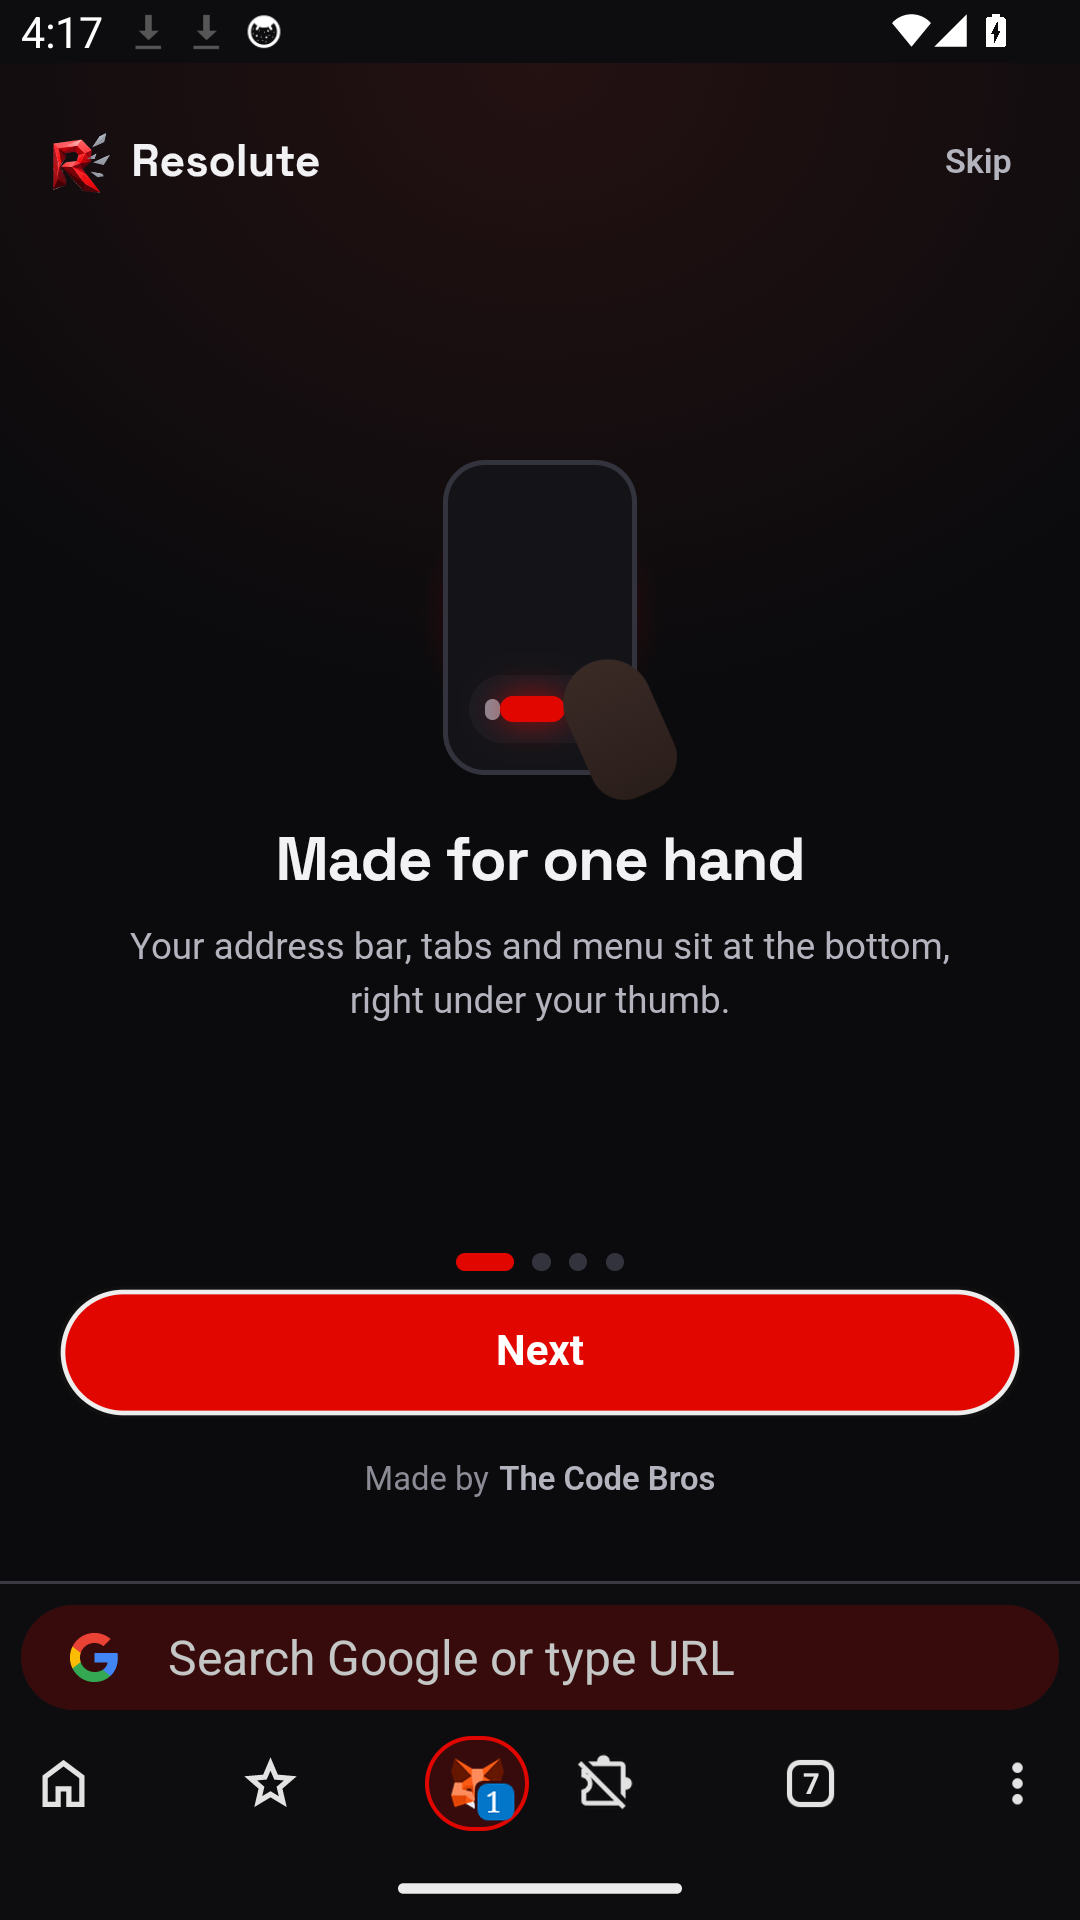 4:17
Resolute
Skip
Made for one hand
Your address bar, tabs and menu sit at the bottom,
right under your thumb.
Next
Made by The Code Bros
Search Google or type URL
1
7